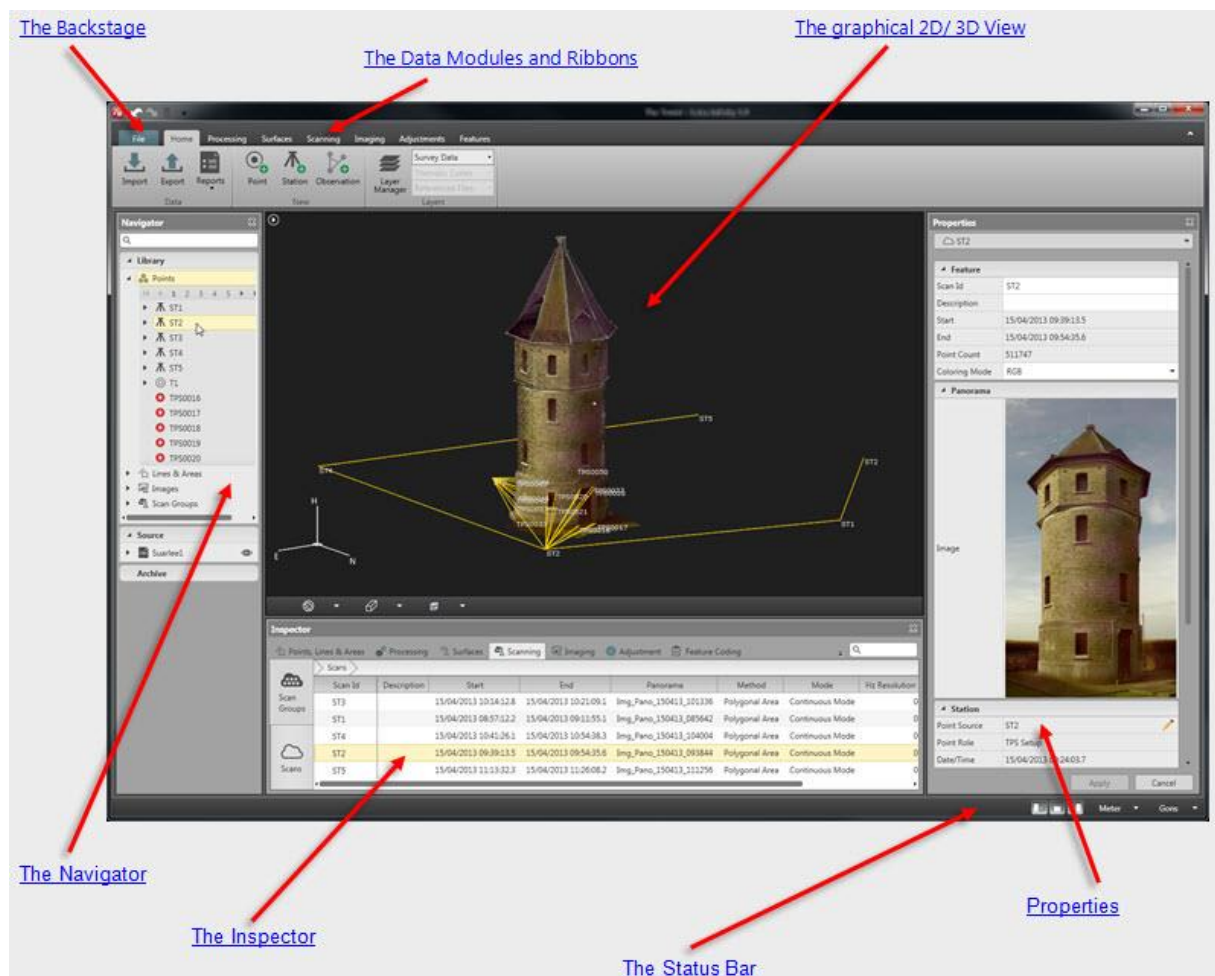 The Backstage
The graphical 2D/ 3D View
The Data Modules and Ribbons
File Home Processing Surfaces Scanning Imaging Adjustments Features
Import Export Reports Point Station Observation Layer Manager
Survey Data
Data New Layers
Navigator
Library
Points
1 2 3 4 5
ST1
ST2
ST3
ST4
ST5
T1
TPS0016
TPS0017
TPS0018
TPS0019
TPS0020
Lines & Areas
Images
Scan Groups
Source
Suarlee1
Archive
ST5
ST2
ST1
ST2
H
E
N
Properties
ST2
Feature
Scan Id ST2
Description
Start 15/04/2013 09:39:13.5
End 15/04/2013 09:54:35.6
Point Count 511747
Coloring Mode RGB
Panorama
Image
Station
Point Source ST2
Point Role TPS Setup
Date/Time
Apply Cancel
Inspector
Points, Lines & Areas Processing Surfaces Scanning Imaging Adjustment Feature Coding
Scans
Scan Groups
Scans
Scan Id Description Start End Panorama Method Mode Hz Resolution
ST3 15/04/2013 10:14:12.8 15/04/2013 10:21:09.1 Img_Pano_150413_101336 Polygonal Area Continuous Mode 0
ST1 15/04/2013 08:57:12.2 15/04/2013 09:11:55.1 Img_Pano_150413_085642 Polygonal Area Continuous Mode 0
ST4 15/04/2013 10:41:26.1 15/04/2013 10:54:38.3 Img_Pano_150413_104004 Polygonal Area Continuous Mode 0
ST2 15/04/2013 09:39:13.5 15/04/2013 09:54:35.6 Img_Pano_150413_093844 Polygonal Area Continuous Mode 0
ST5 15/04/2013 11:13:32.3 15/04/2013 11:26:08.2 Img_Pano_150413_111256 Polygonal Area Continuous Mode 0
Meter Gons
The Navigator
The Inspector
Properties
The Status Bar